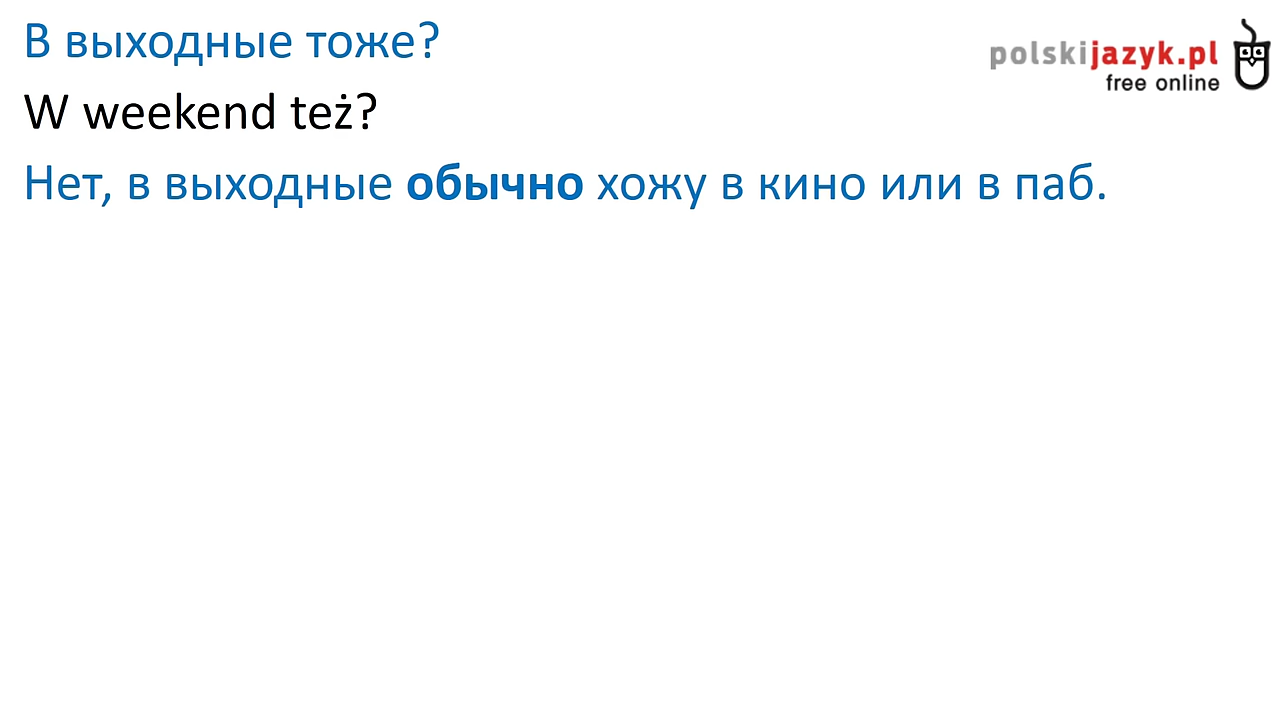 В выходные тоже?
polskijazyk.pl
free online
W weekend też?
Нет, в выходные обычно хожу в кино или в паб.